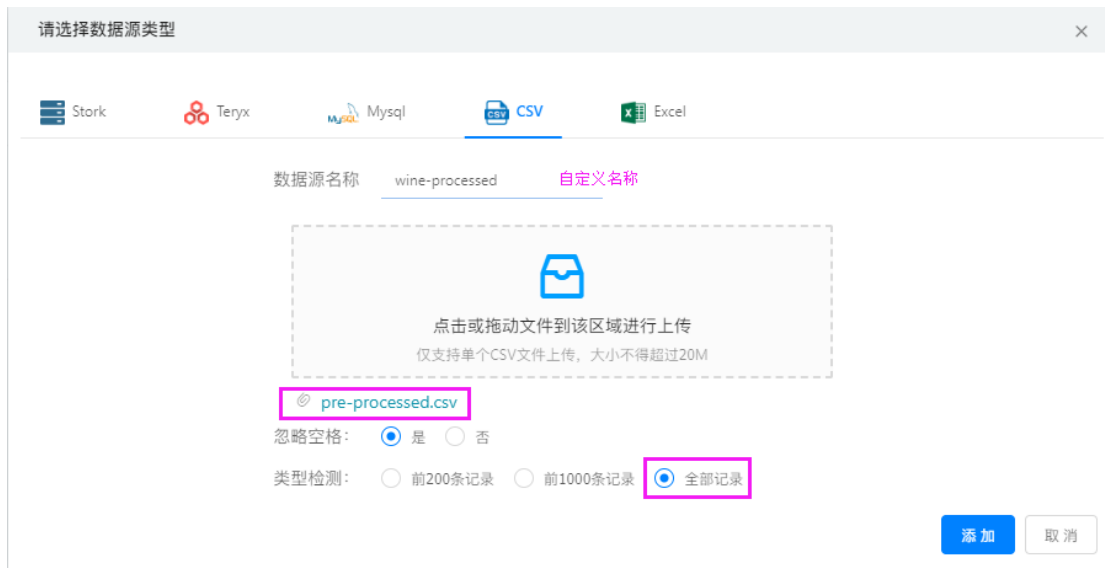 请选择数据源类型
Stork Teryx MySQL Mysql CSV CSV Excel
数据源名称 wine-processed 自定义名称
点击或拖动文件到该区域进行上传
仅支持单个CSV文件上传，大小不得超过20M
pre-processed.csv
忽略空格： 是 否
类型检测： 前200条记录 前1000条记录 全部记录
添 加 取 消